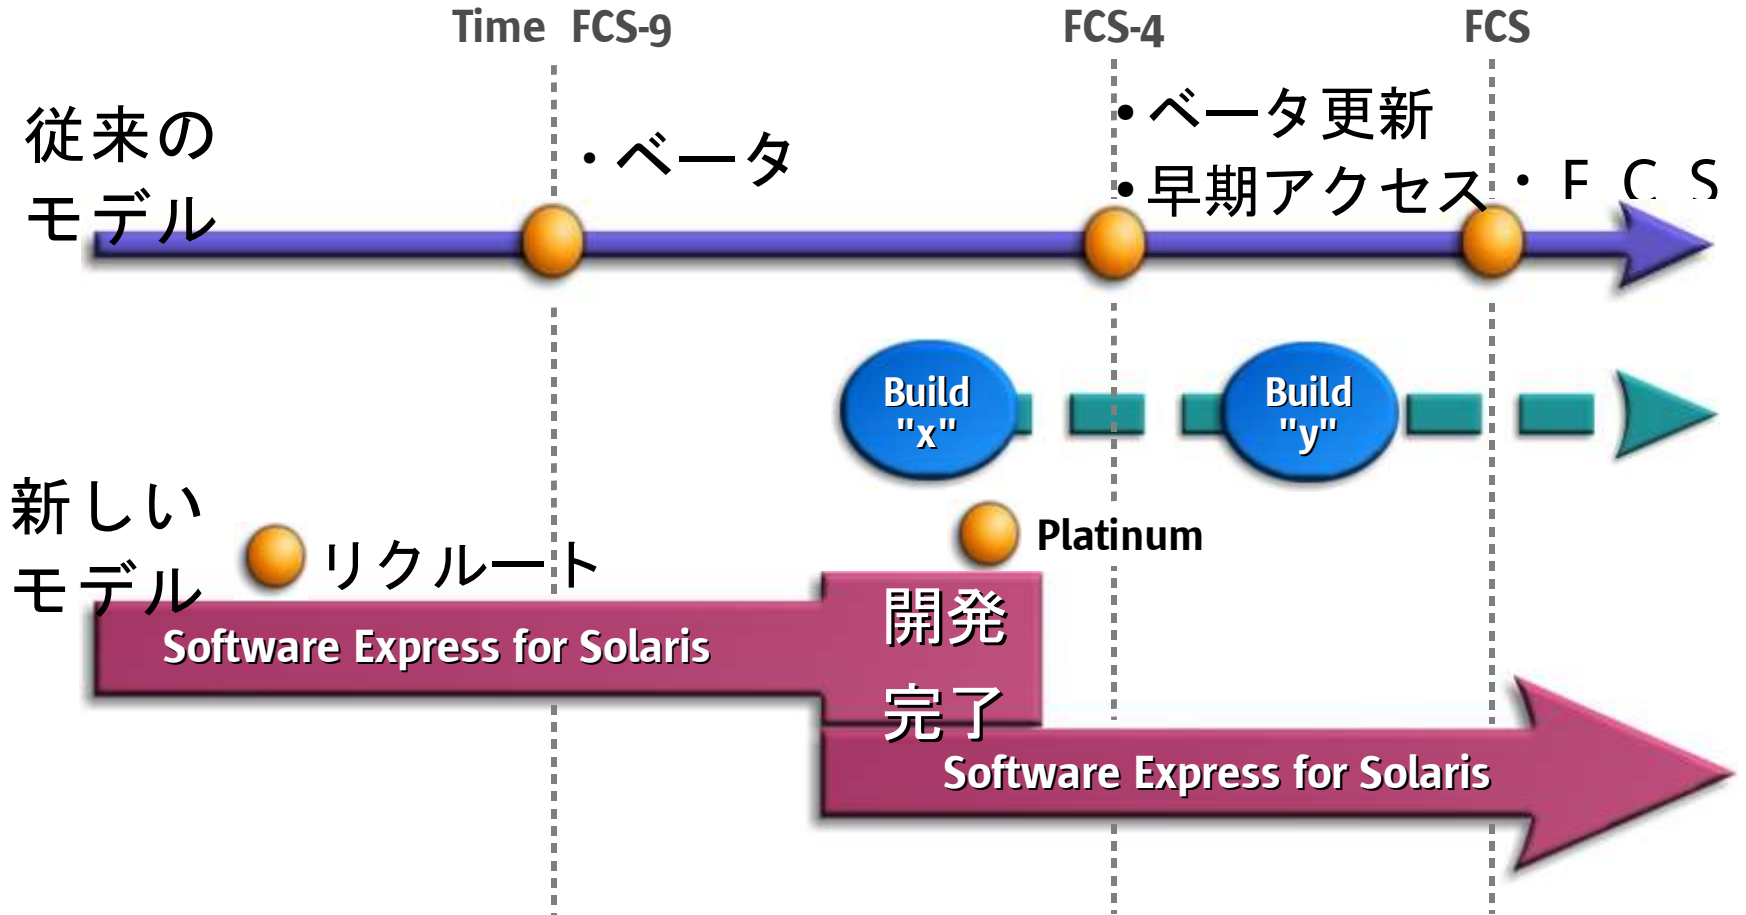 Time FCS-9 FCS-4 FCS
従来の
モデル
・ベータ
・ベータ更新
・早期アクセス
・ＦＣＳ
Build
"x"
Build
"y"
新しい
モデル
リクルート
Platinum
Software Express for Solaris
開発
完了
Software Express for Solaris